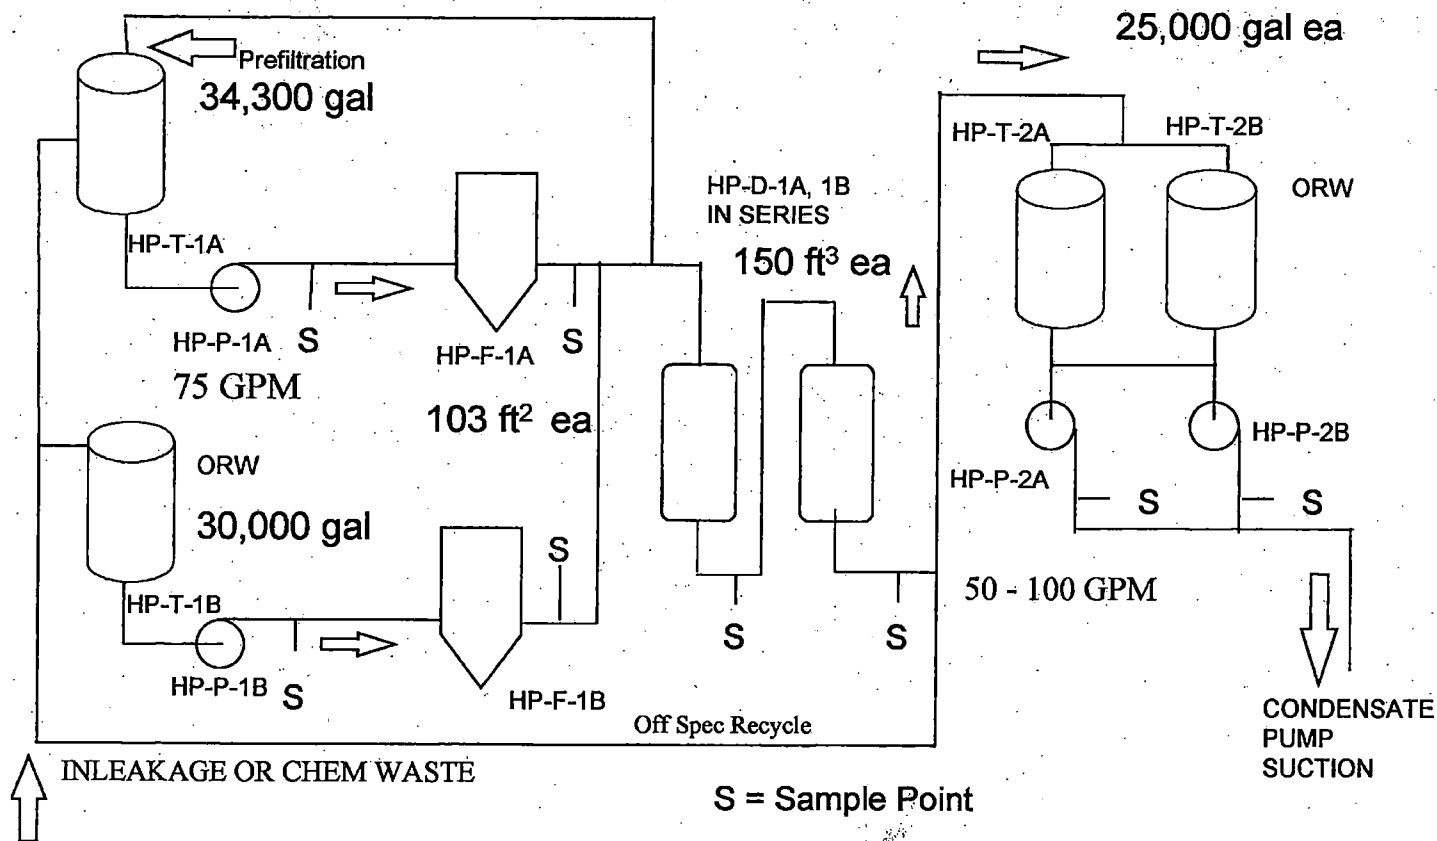 25,000 gal ea
Prefiltration
34,300 gal
HP-T-2A
HP-T-2B
HP-D-1A, 1B
IN SERIES
150 ft³ ea
ORW
HP-T-1A
HP-P-1A
S
HP-F-1A
S
75 GPM
103 ft² ea
HP-P-2B
HP-P-2A
S
S
ORW
30,000 gal
S
HP-T-1B
50 - 100 GPM
S
S
HP-P-1B
S
HP-F-1B
Off Spec Recycle
CONDENSATE
PUMP
SUCTION
INLEAKAGE OR CHEM WASTE
S = Sample Point